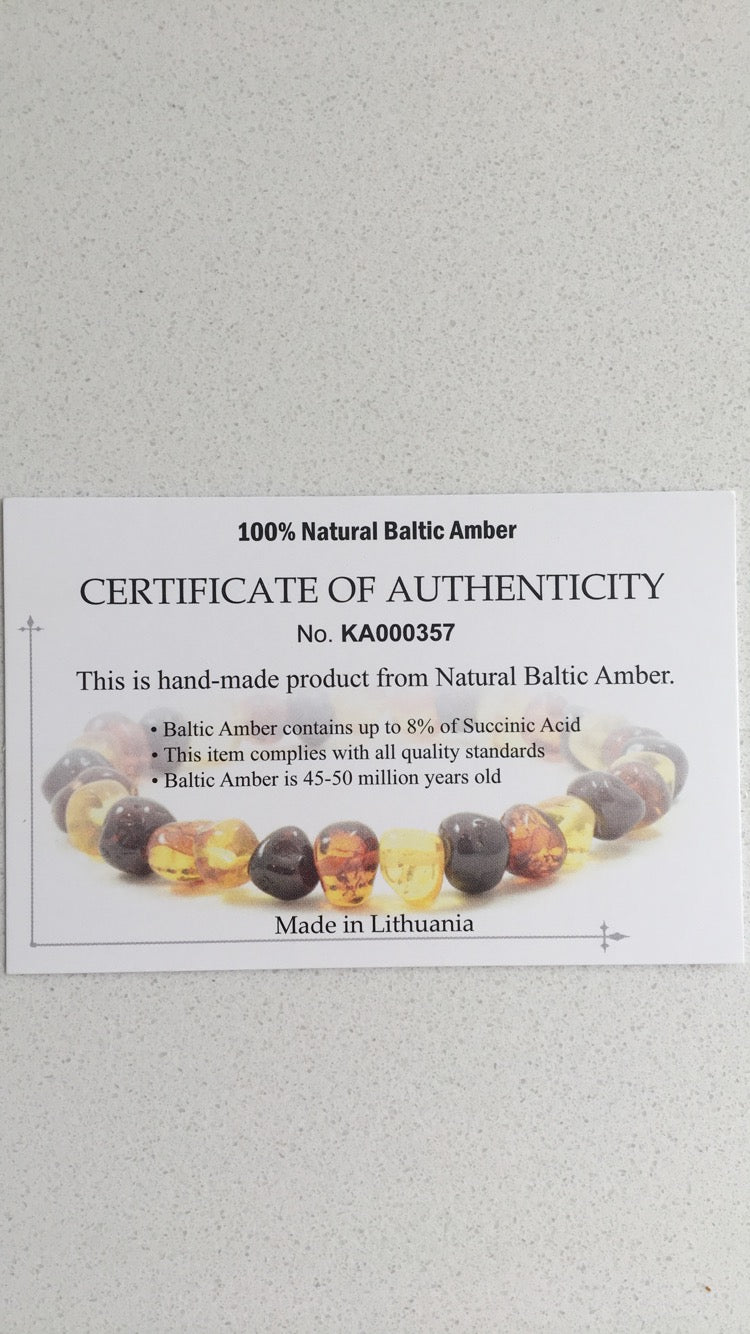 100% Natural Baltic Amber
CERTIFICATE OF AUTHENTICITY
No. KA000357
This is hand-made product from Natural Baltic Amber.
• Baltic Amber contains up to 8% of Succinic Acid
• This item complies with all quality standards
• Baltic Amber is 45-50 million years old
Made in Lithuania